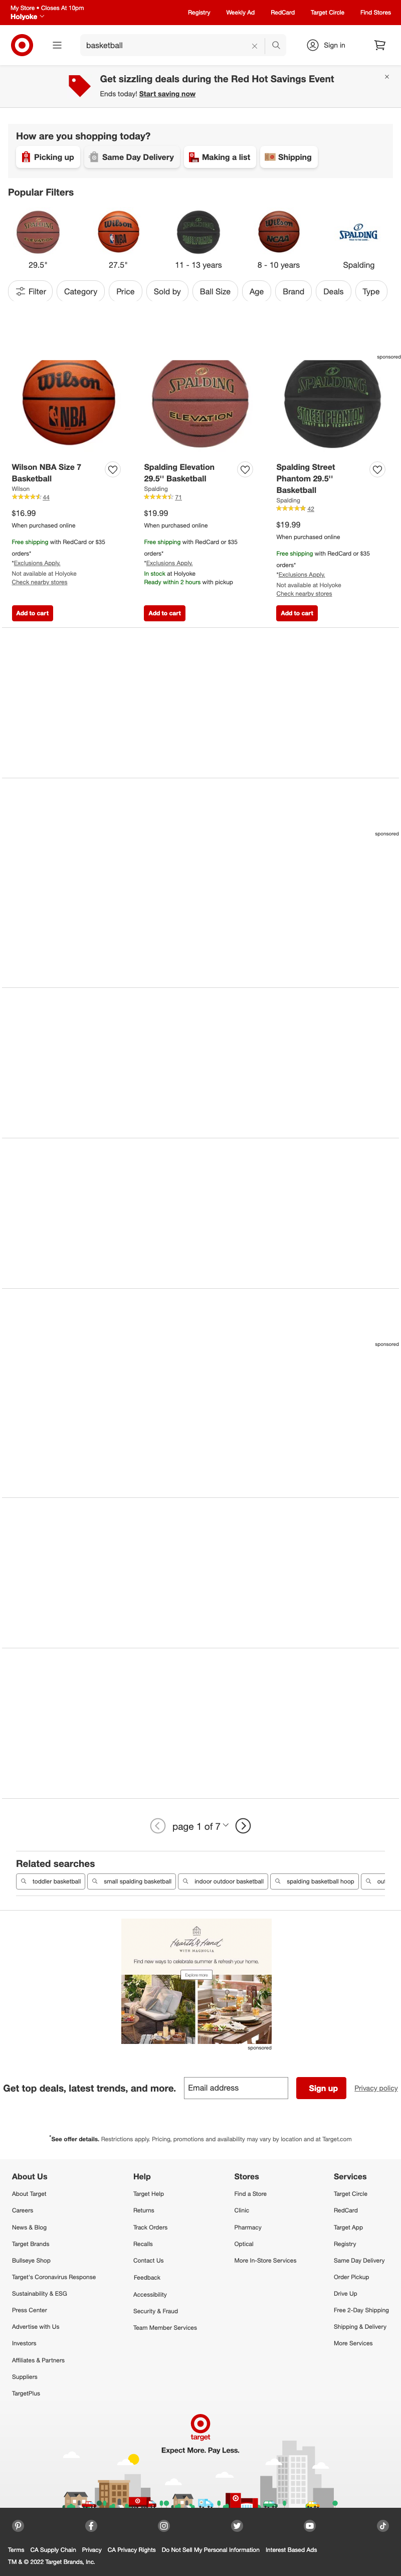 My Store • Closes At 10pm
Holyoke
Registry Weekly Ad RedCard Target Circle Find Stores
basketball
Sign in
Get sizzling deals during the Red Hot Savings Event
Ends today! Start saving now
How are you shopping today?
Picking up Same Day Delivery Making a list Shipping
Popular Filters
29.5" 27.5" 11 - 13 years 8 - 10 years Spalding
Filter Category Price Sold by Ball Size Age Brand Deals Type
sponsored
Wilson NBA Size 7
Basketball
Wilson
44
$16.99
When purchased online
Free shipping with RedCard or $35
orders*
*Exclusions Apply.
Not available at Holyoke
Check nearby stores
Add to cart
Spalding Elevation
29.5'' Basketball
Spalding
71
$19.99
When purchased online
Free shipping with RedCard or $35
orders*
*Exclusions Apply.
In stock at Holyoke
Ready within 2 hours with pickup
Add to cart
Spalding Street
Phantom 29.5''
Basketball
Spalding
42
$19.99
When purchased online
Free shipping with RedCard or $35
orders*
*Exclusions Apply.
Not available at Holyoke
Check nearby stores
Add to cart
sponsored
sponsored
page 1 of 7
Related searches
toddler basketball small spalding basketball indoor outdoor basketball spalding basketball hoop out
Hearth & Hand
WITH MAGNOLIA
Find new ways to celebrate summer & refresh your home.
Explore more
sponsored
Get top deals, latest trends, and more.
Email address
Sign up
Privacy policy
*See offer details. Restrictions apply. Pricing, promotions and availability may vary by location and at Target.com
About Us
About Target
Careers
News & Blog
Target Brands
Bullseye Shop
Target's Coronavirus Response
Sustainability & ESG
Press Center
Advertise with Us
Investors
Affiliates & Partners
Suppliers
TargetPlus
Help
Target Help
Returns
Track Orders
Recalls
Contact Us
Feedback
Accessibility
Security & Fraud
Team Member Services
Stores
Find a Store
Clinic
Pharmacy
Optical
More In-Store Services
Services
Target Circle
RedCard
Target App
Registry
Same Day Delivery
Order Pickup
Drive Up
Free 2-Day Shipping
Shipping & Delivery
More Services
target
Expect More. Pay Less.
Terms CA Supply Chain Privacy CA Privacy Rights Do Not Sell My Personal Information Interest Based Ads
TM & © 2022 Target Brands, Inc.